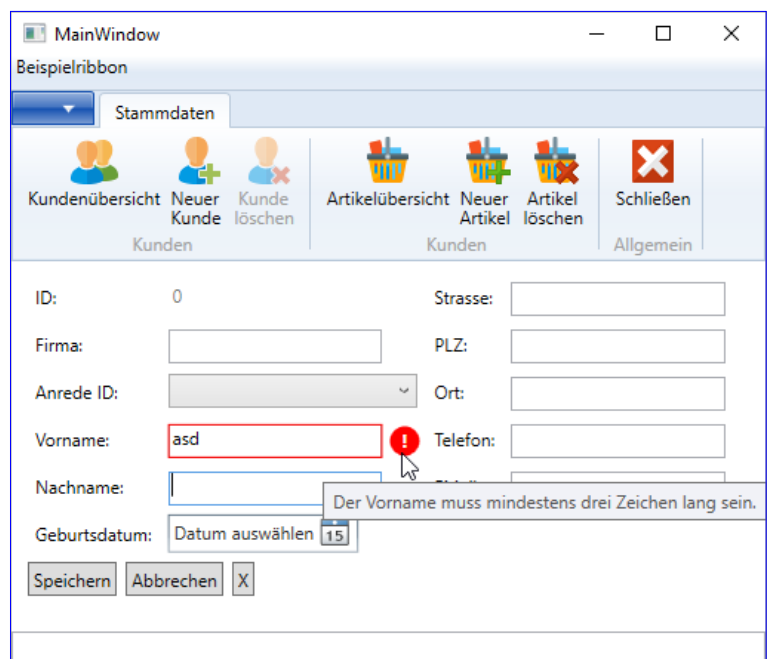 MainWindow
Beispielribbon
Stammdaten
Kundenübersicht Neuer Kunde Artikelübersicht Neuer Artikel Schließen
Kunde löschen Artikel löschen
Kunden Kunden Allgemein
ID: 0 Strasse:
Firma: PLZ:
Anrede ID: Ort:
Vorname: asd ! Telefon:
Nachname:
Der Vorname muss mindestens drei Zeichen lang sein.
Geburtsdatum: Datum auswählen 15
Speichern Abbrechen X